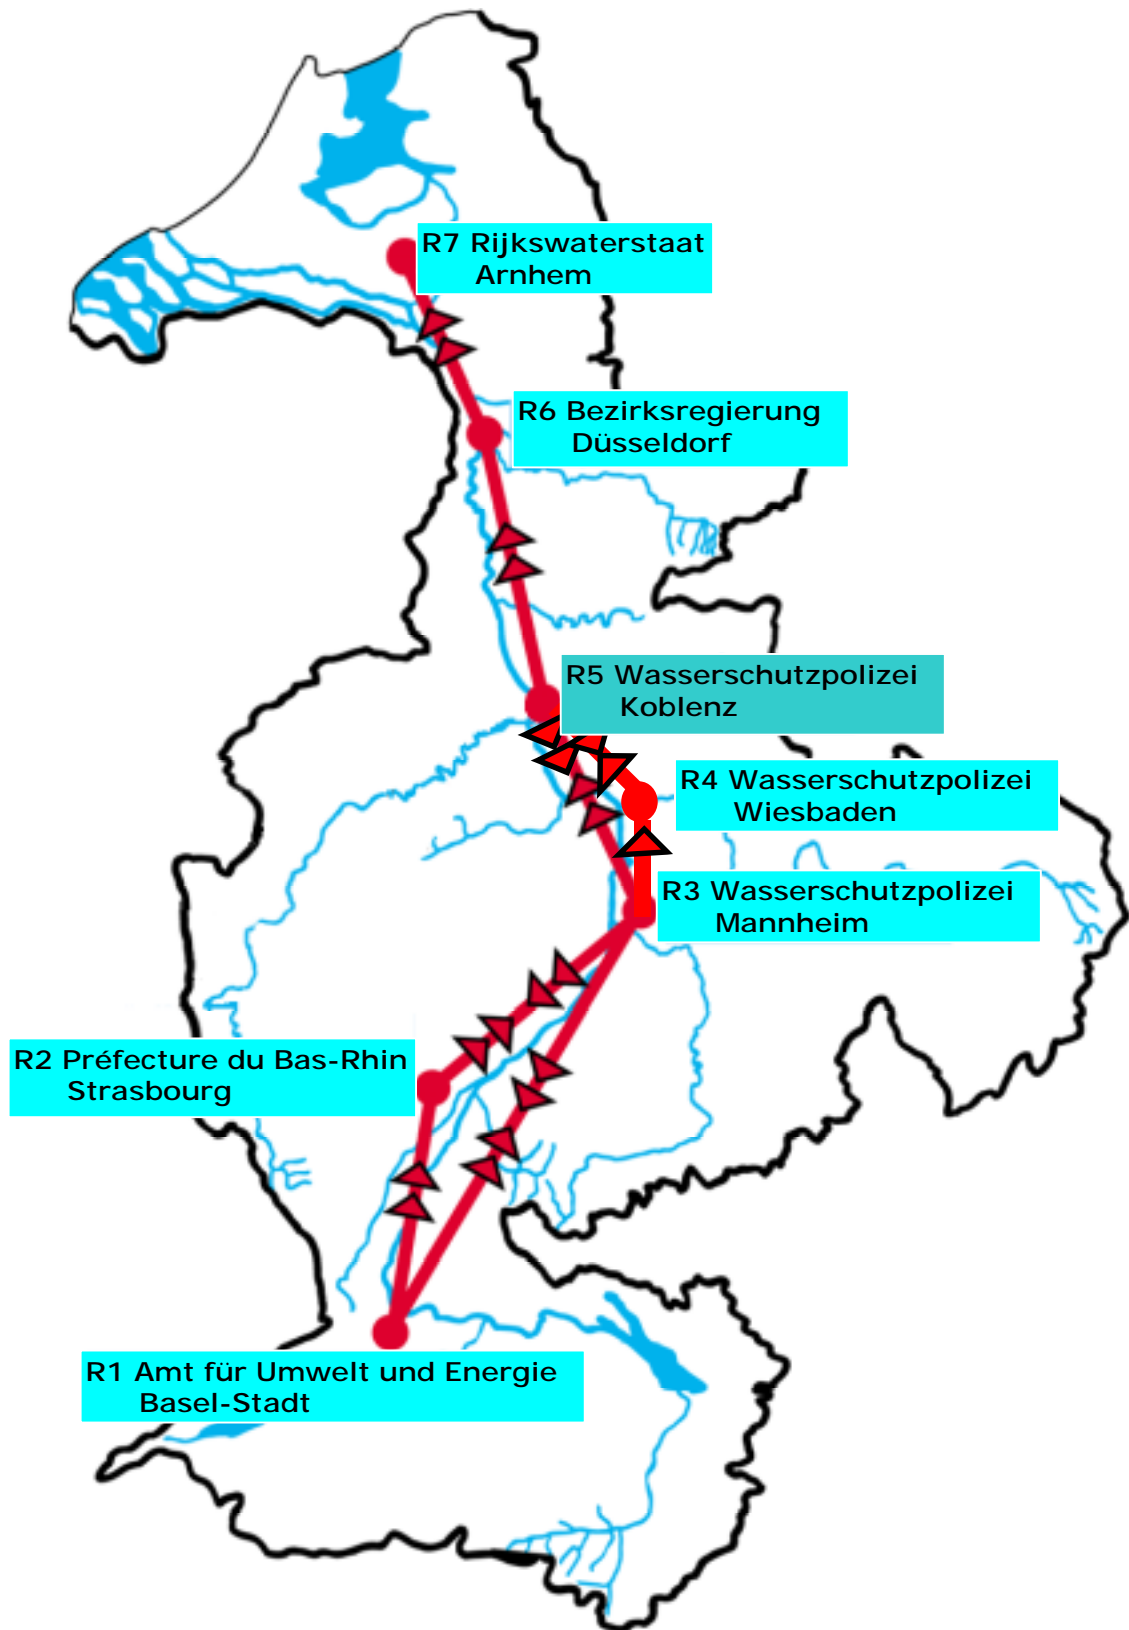 R7 Rijkswaterstaat
Arnhem
R6 Bezirksregierung
Düsseldorf
R5 Wasserschutzpolizei
Koblenz
R4 Wasserschutzpolizei
Wiesbaden
R3 Wasserschutzpolizei
Mannheim
R2 Préfecture du Bas-Rhin
Strasbourg
R1 Amt für Umwelt und Energie
Basel-Stadt